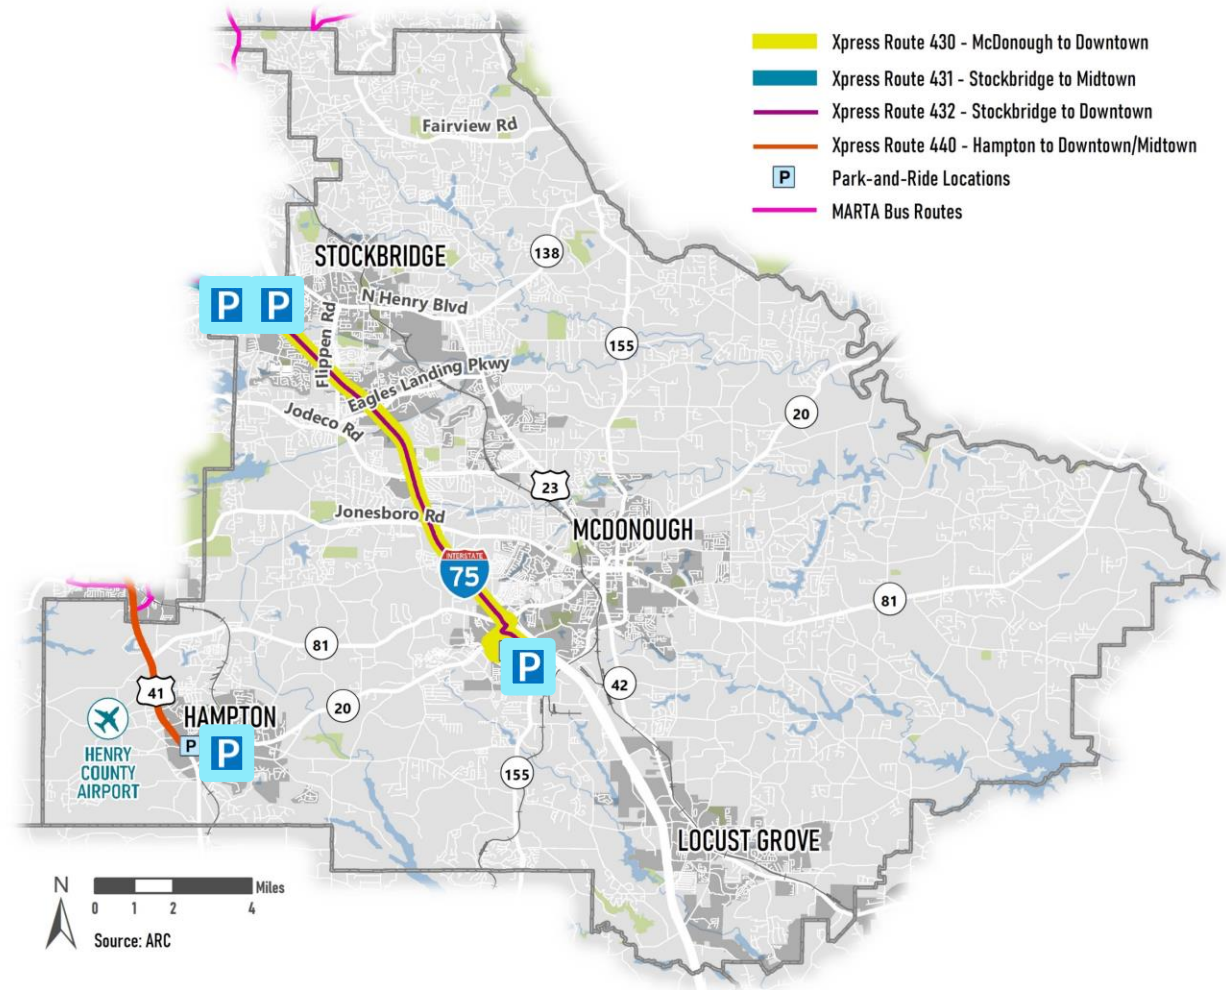 Xpress Route 430 - McDonough to Downtown
Xpress Route 431 - Stockbridge to Midtown
Xpress Route 432 - Stockbridge to Downtown
Xpress Route 440 - Hampton to Downtown/Midtown
P
Park-and-Ride Locations
MARTA Bus Routes
Fairview Rd
STOCKBRIDGE
138
P
P
N Henry Blvd
Flippen Rd
155
Eagles Landing Pkwy
Jodeco Rd
20
23
Jonesboro Rd
MCDONOUGH
INTERSTATE
75
81
81
P
42
41
20
HAMPTON
P
P
HENRY
COUNTY
AIRPORT
155
LOCUST GROVE
N
Miles
0 1 2 4
Source: ARC